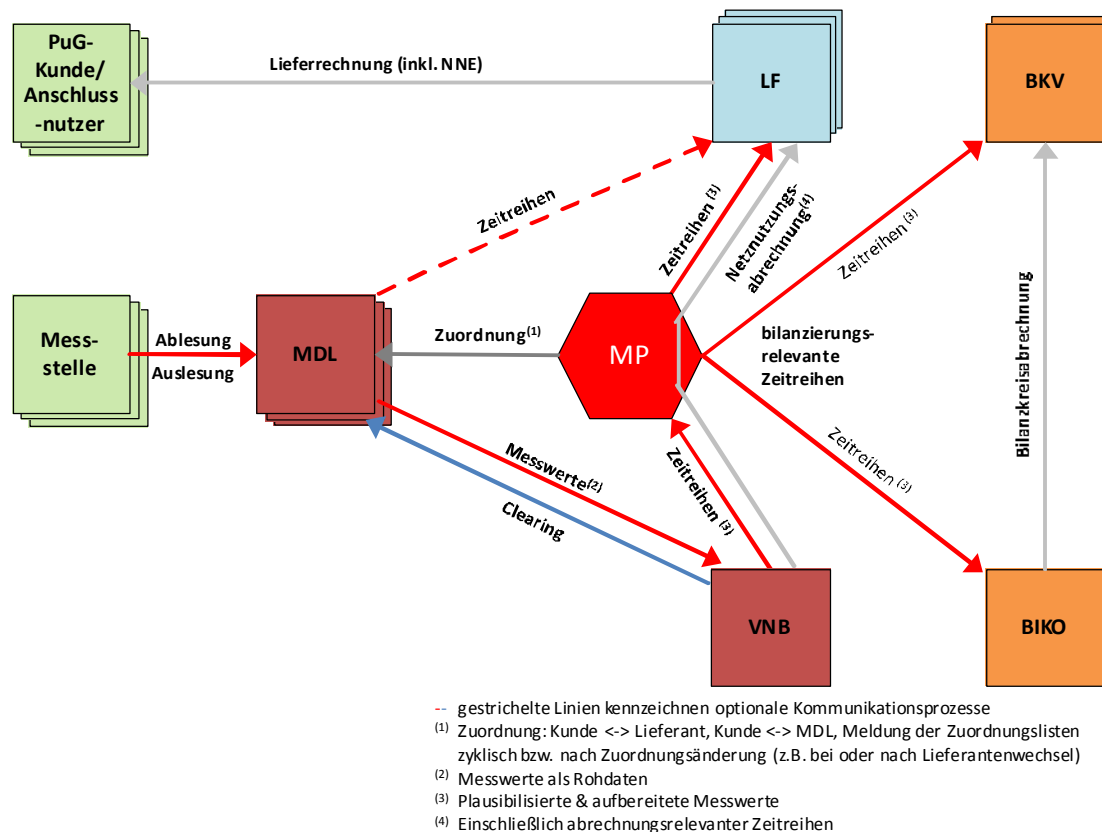 PuG-
Kunde/
Anschluss
-nutzer
Lieferrechnung (inkl. NNE)
LF
BKV
Zeitreihen
Zeitreihen (3)
Netznutzungs-
abrechnung(4)
Zeitreihen (3)
Mess-
stelle
Ablesung
Auslesung
MDL
Zuordnung(1)
MP
bilanzierungs-
relevante
Zeitreihen
Bilanzkreisabrechnung
Messwerte(2)
Clearing
Zeitreihen (3)
Zeitreihen (3)
VNB
BIKO
-- gestrichelte Linien kennzeichnen optionale Kommunikationsprozesse
(1) Zuordnung: Kunde <-> Lieferant, Kunde <-> MDL, Meldung der Zuordnungslisten
zyklisch bzw. nach Zuordnungsänderung (z.B. bei oder nach Lieferantenwechsel)
(2) Messwerte als Rohdaten
(3) Plausibilisierte & aufbereitete Messwerte
(4) Einschließlich abrechnungsrelevanter Zeitreihen